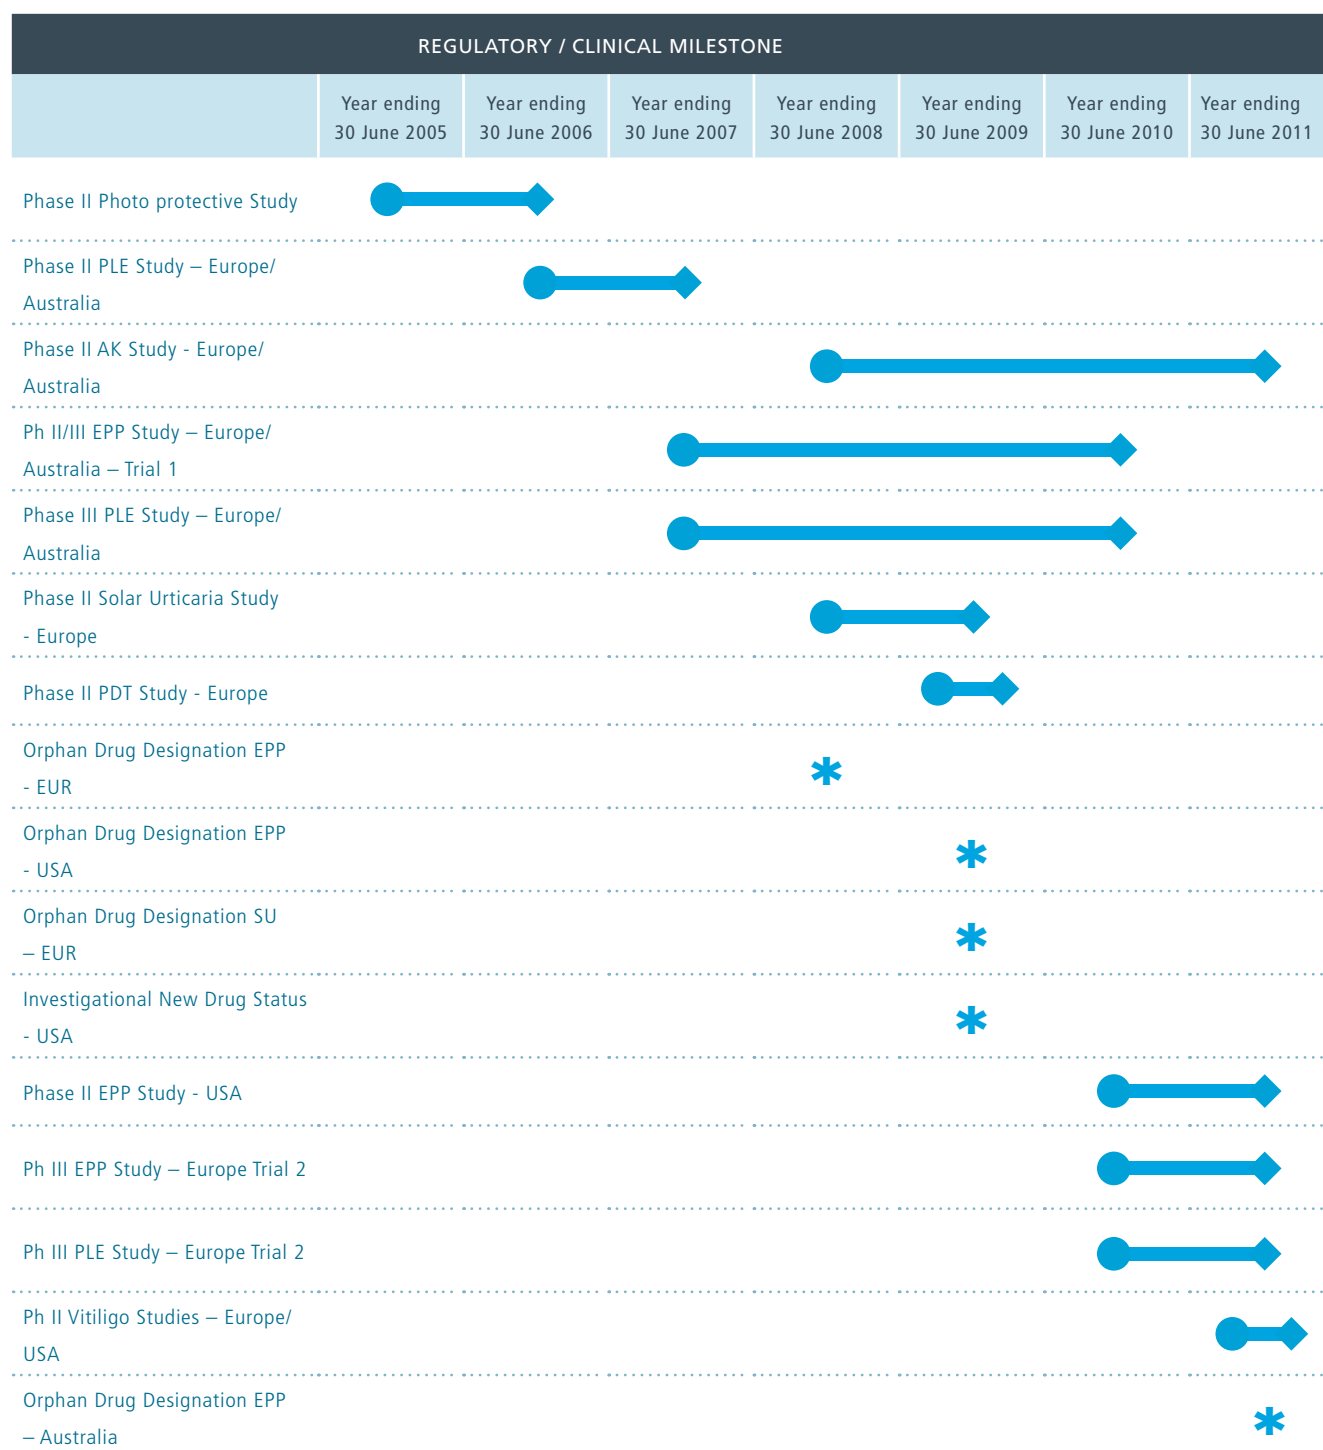 REGULATORY / CLINICAL MILESTONE
Year ending Year ending Year ending Year ending Year ending Year ending Year ending
30 June 2005 30 June 2006 30 June 2007 30 June 2008 30 June 2009 30 June 2010 30 June 2011
Phase II Photo protective Study
Phase II PLE Study – Europe/
Australia
Phase II AK Study - Europe/
Australia
Ph II/III EPP Study – Europe/
Australia – Trial 1
Phase III PLE Study – Europe/
Australia
Phase II Solar Urticaria Study
- Europe
Phase II PDT Study - Europe
Orphan Drug Designation EPP
- EUR
Orphan Drug Designation EPP
- USA
Orphan Drug Designation SU
– EUR
Investigational New Drug Status
- USA
Phase II EPP Study - USA
Ph III EPP Study – Europe Trial 2
Ph III PLE Study – Europe Trial 2
Ph II Vitiligo Studies – Europe/
USA
Orphan Drug Designation EPP
– Australia